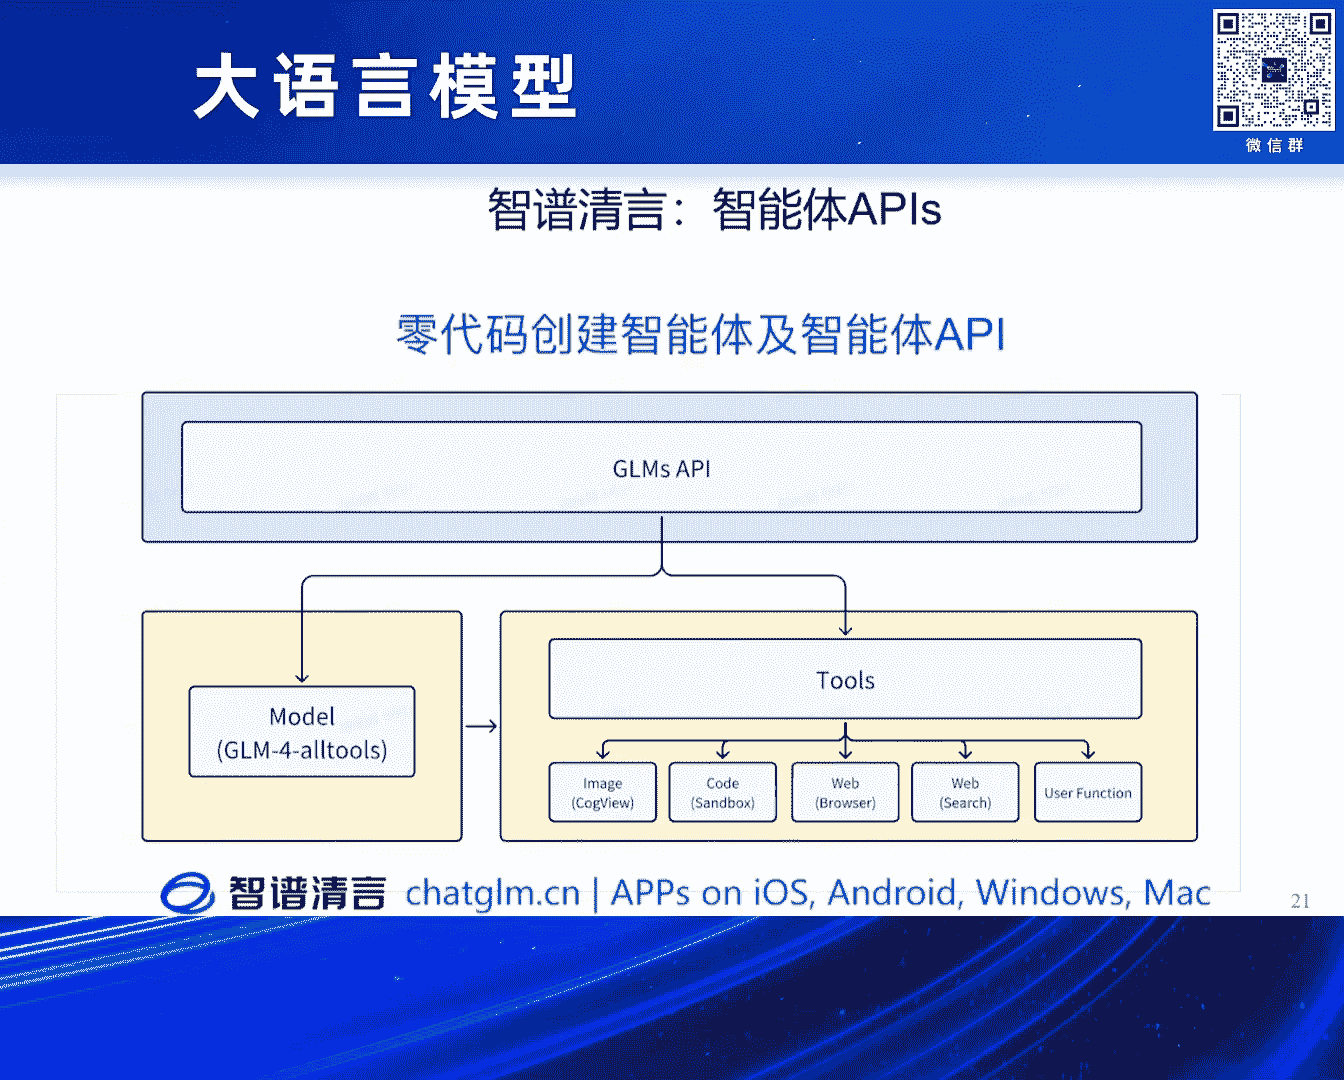 大语言模型
微信群
智谱清言：智能体APIs
零代码创建智能体及智能体API
GLMs API
Model
(GLM-4-alltools)
Tools
Image
(CogView)
Code
(Sandbox)
Web
(Browser)
Web
(Search)
User Function
智谱清言 chatglm.cn | APPs on iOS, Android, Windows, Mac
21